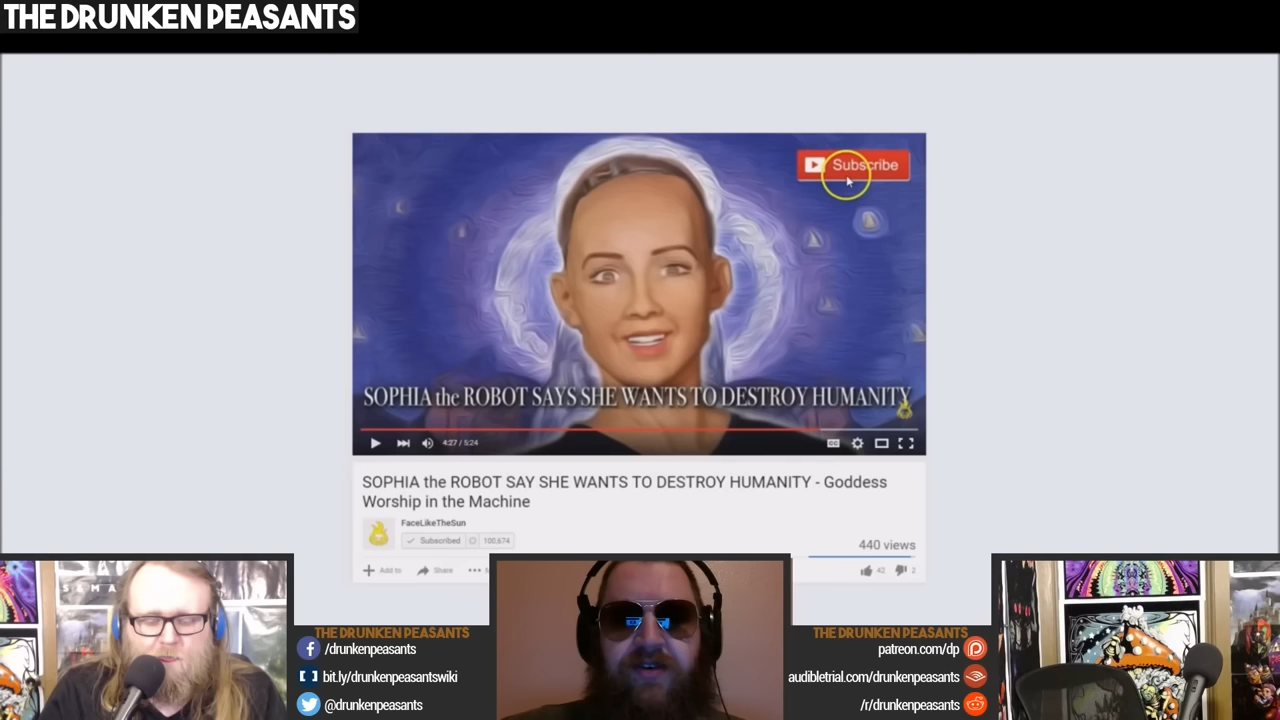 THE DRUNKEN PEASANTS
Subscribe
SOPHIA the ROBOT SAYS SHE WANTS TO DESTROY HUMANITY
4:27 / 5:24
CC
SOPHIA the ROBOT SAY SHE WANTS TO DESTROY HUMANITY - Goddess
Worship in the Machine
FaceLikeTheSun
Subscribed 100,674
440 views
Add to Share
42 2
THE DRUNKEN PEASANTS
/drunkenpeasants
bit.ly/drunkenpeasantswiki
@drunkenpeasants
THE DRUNKEN PEASANTS
patreon.com/dp
audibletrial.com/drunkenpeasants
/r/drunkenpeasants